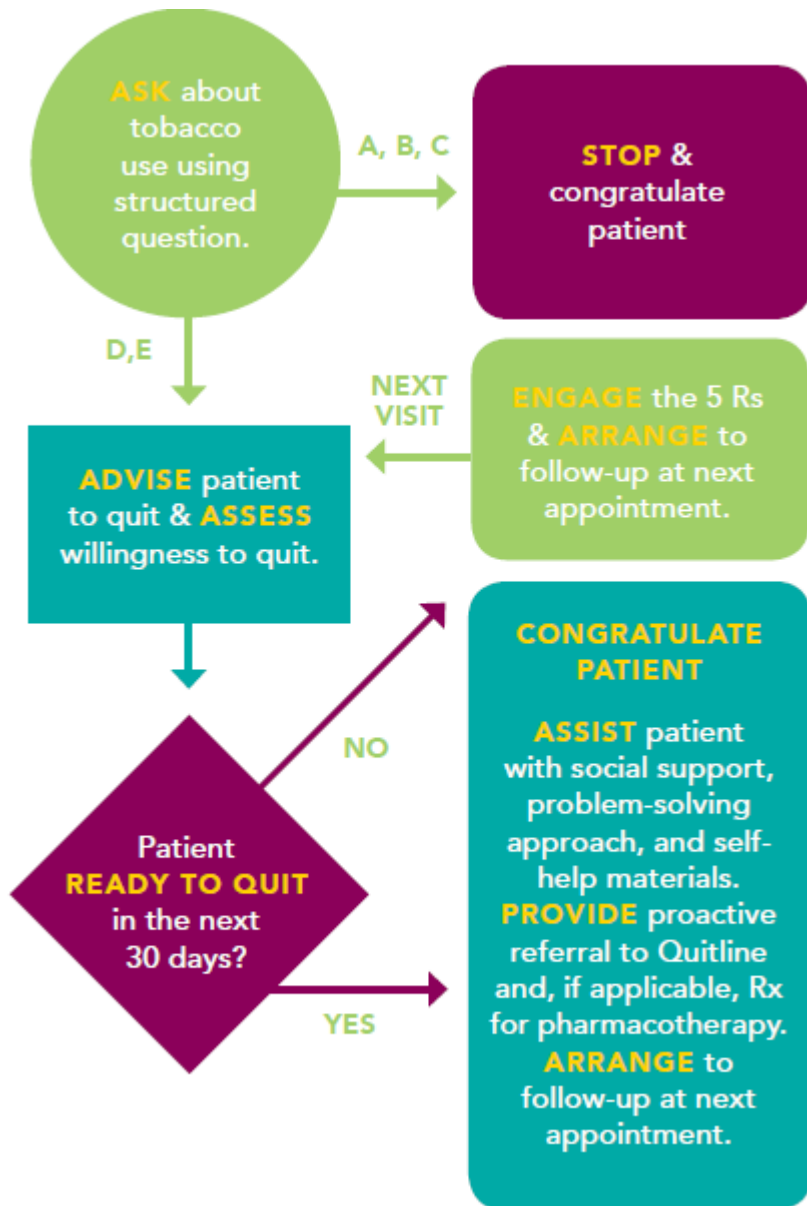 ASK about
tobacco
use using
structured
question.
A, B, C
STOP &
congratulate
patient
D,E
NEXT
VISIT
ENGAGE the 5 Rs
& ARRANGE to
follow-up at next
appointment.
ADVISE patient
to quit & ASSESS
willingness to quit.
NO
Patient
READY TO QUIT
in the next
30 days?
YES
CONGRATULATE
PATIENT
ASSIST patient
with social support,
problem-solving
approach, and self-
help materials.
PROVIDE proactive
referral to Quitline
and, if applicable, Rx
for pharmacotherapy.
ARRANGE to
follow-up at next
appointment.